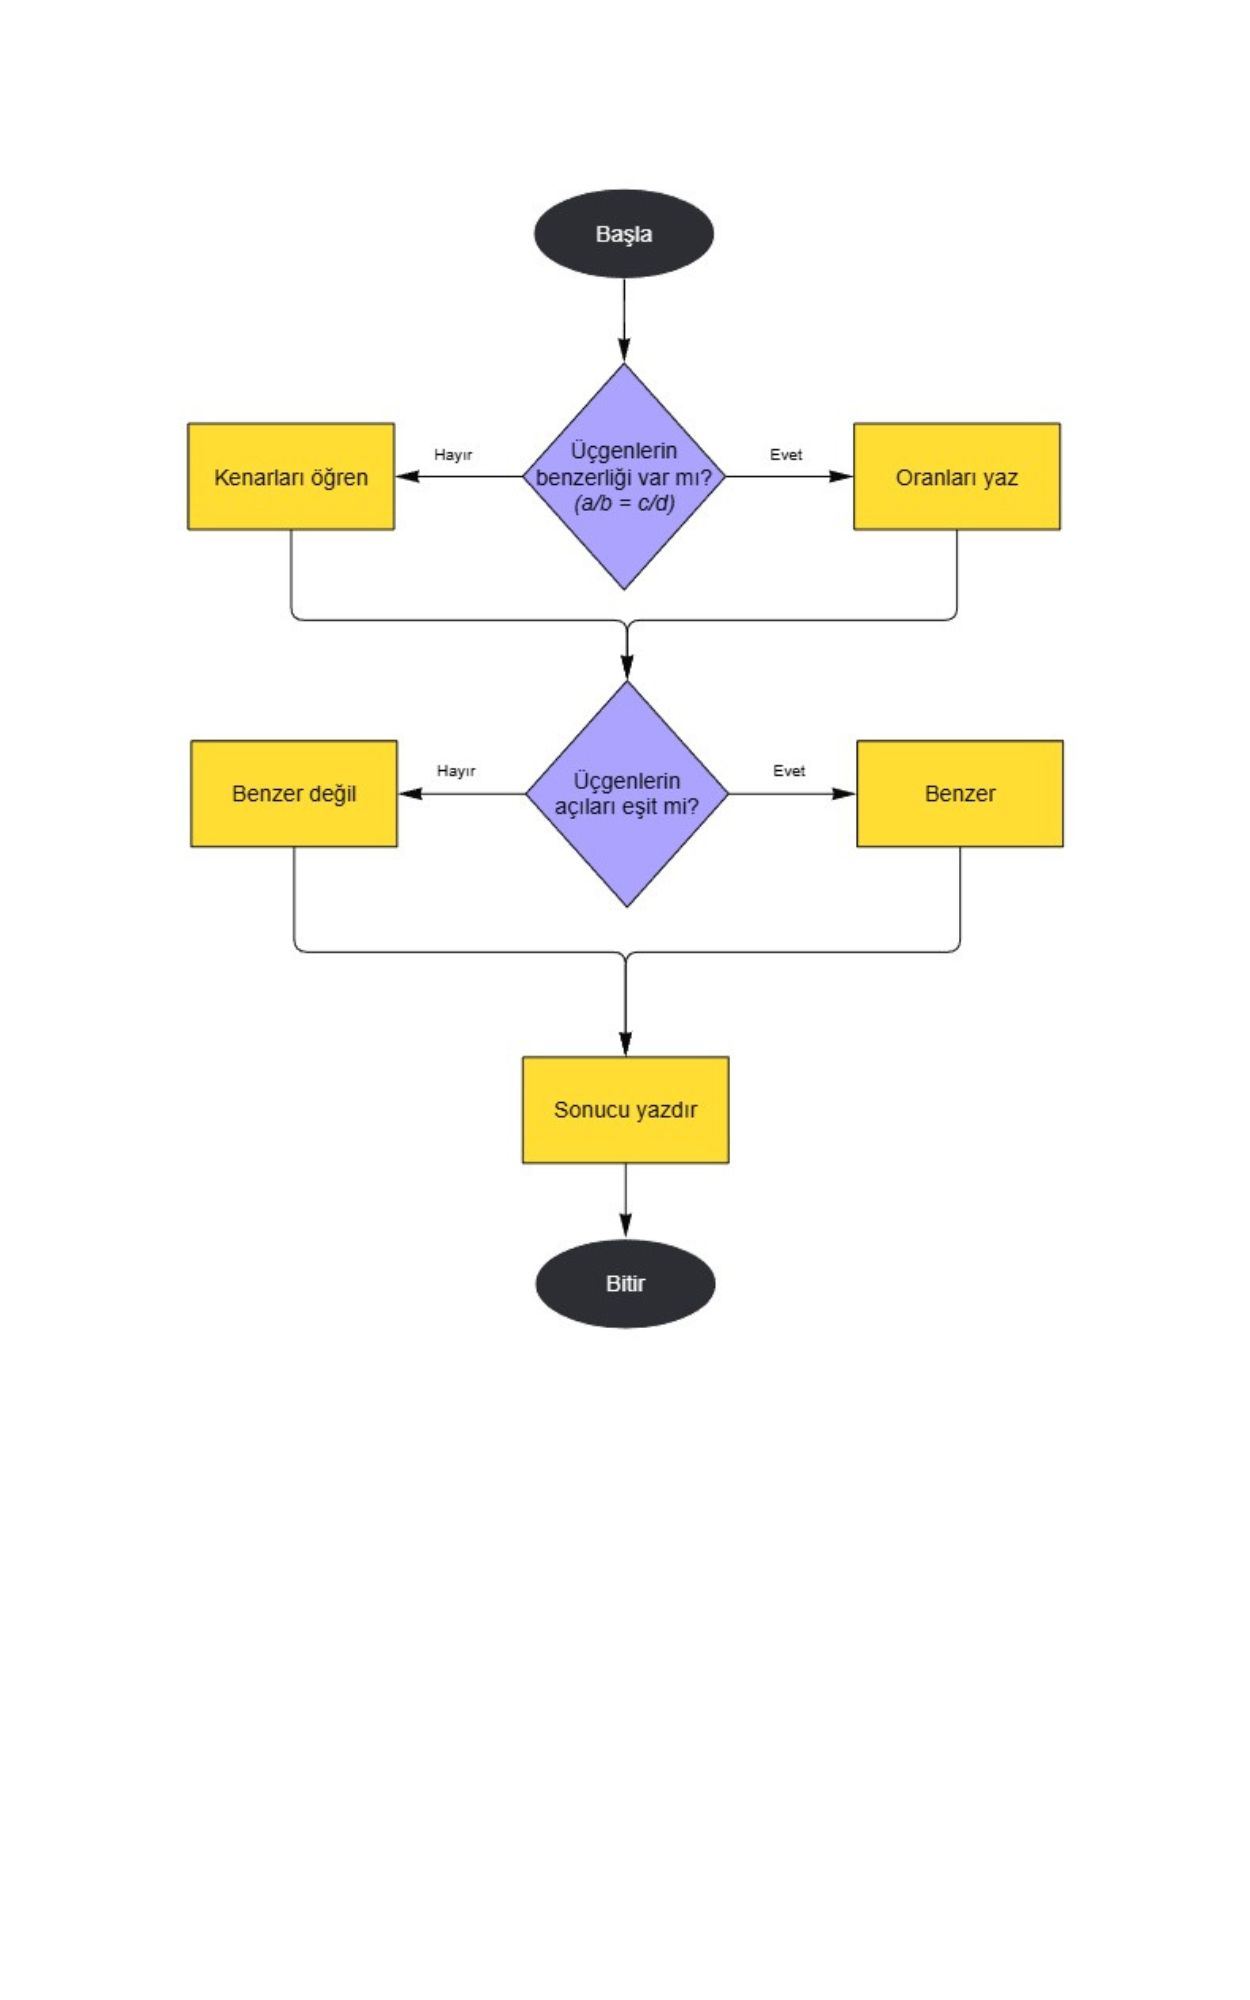 Başla
Üçgenlerin
benzerliği var mı?
(a/b = c/d)
Hayır
Evet
Kenarları öğren
Oranları yaz
Üçgenlerin
açıları eşit mi?
Hayır
Evet
Benzer değil
Benzer
Sonucu yazdır
Bitir